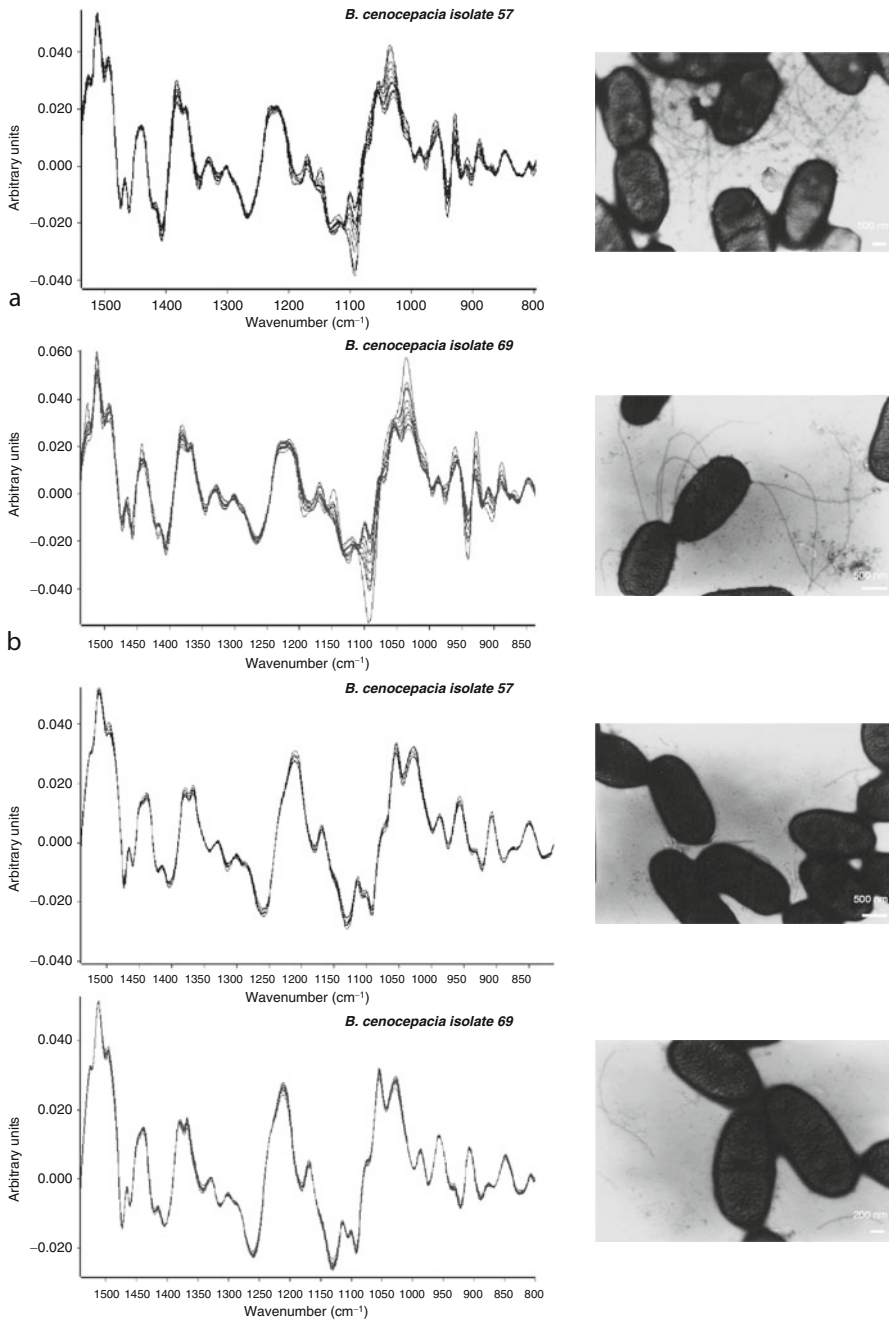 B. cenocepacia isolate 57
0.040
0.020
0.000
−0.020
−0.040
Arbitrary units
1500 1400 1300 1200 1100 1000 900 800
Wavenumber (cm⁻¹)
500 nm
a
B. cenocepacia isolate 69
0.060
0.040
0.020
0.000
−0.020
−0.040
Arbitrary units
1500 1450 1400 1350 1300 1250 1200 1150 1100 1050 1000 950 900 850
Wavenumber (cm⁻¹)
500 nm
b
B. cenocepacia isolate 57
0.040
0.020
0.000
−0.020
−0.040
Arbitrary units
1500 1450 1400 1350 1300 1250 1200 1150 1100 1050 1000 950 900 850
Wavenumber (cm⁻¹)
500 nm
B. cenocepacia isolate 69
0.040
0.020
0.000
−0.020
Arbitrary units
1500 1450 1400 1350 1300 1250 1200 1150 1100 1050 1000 950 900 850 800
Wavenumber (cm⁻¹)
200 nm